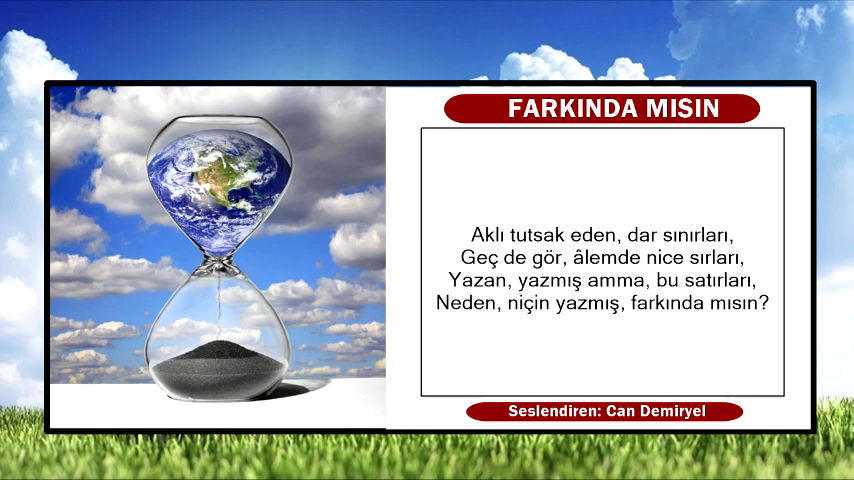 FARKINDA MISIN
Aklı tutsak eden, dar sınırları,
Geç de gör, âlemde nice sırları,
Yazan, yazmış amma, bu satırları,
Neden, niçin yazmış, farkında mısın?
Seslendiren: Can Demiryel